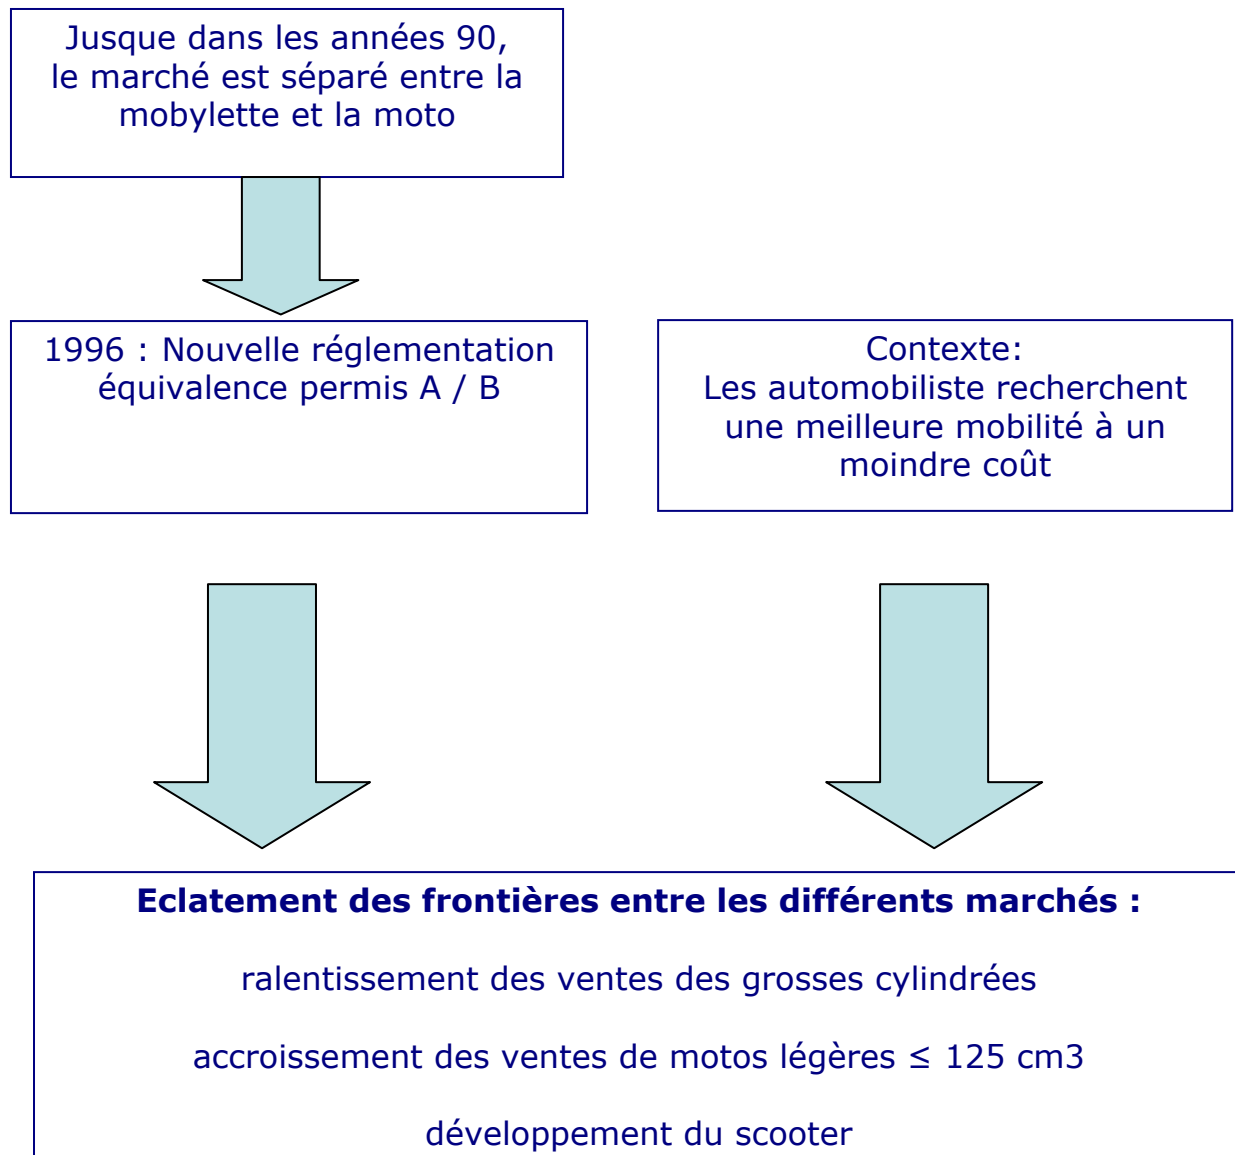 Jusque dans les années 90,
le marché est séparé entre la
mobylette et la moto
1996 : Nouvelle réglementation
équivalence permis A / B
Contexte:
Les automobiliste recherchent
une meilleure mobilité à un
moindre coût
Eclatement des frontières entre les différents marchés :
ralentissement des ventes des grosses cylindrées
accroissement des ventes de motos légères ≤ 125 cm3
développement du scooter